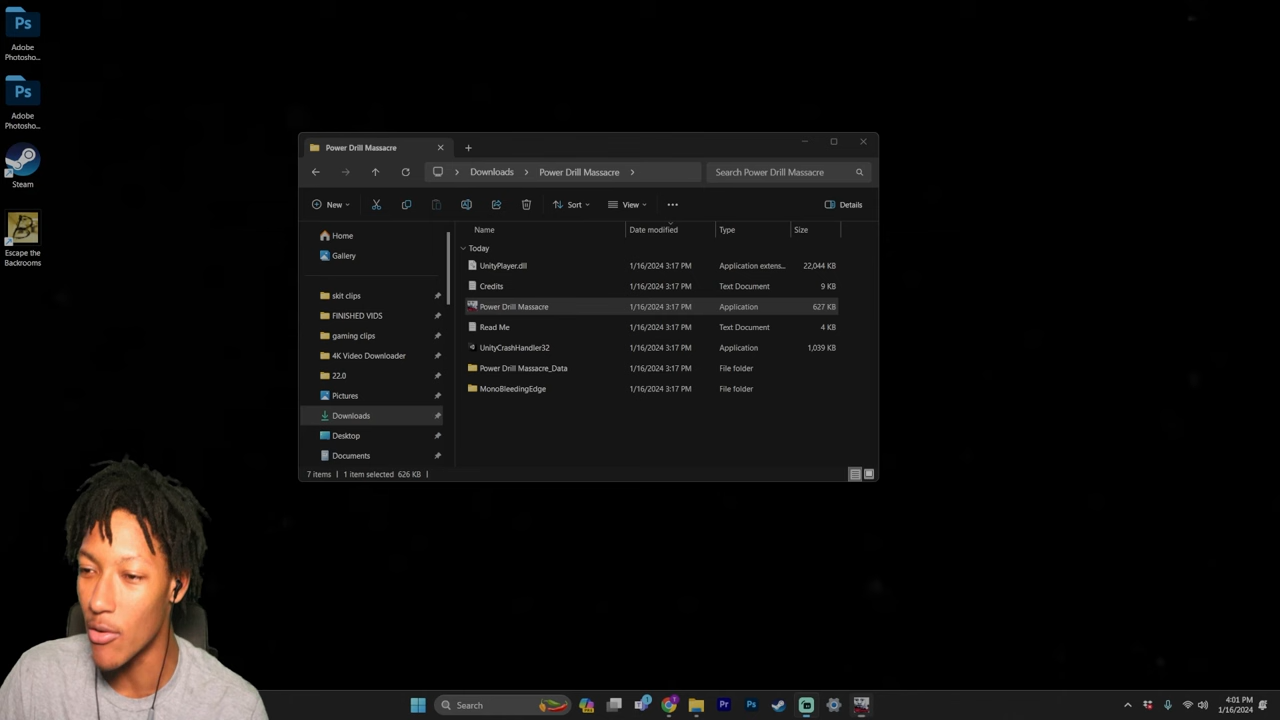 Adobe
Photosho...
Adobe
Photosho...
Steam
Escape the
Backrooms
Power Drill Massacre
Downloads
Power Drill Massacre
Search Power Drill Massacre
New
Sort
View
Details
Home
Gallery
skit clips
FINISHED VIDS
gaming clips
4K Video Downloader
22.0
Pictures
Downloads
Desktop
Documents
Name Date modified Type Size
Today
UnityPlayer.dll 1/16/2024 3:17 PM Application extens... 22,044 KB
Credits 1/16/2024 3:17 PM Text Document 9 KB
Power Drill Massacre 1/16/2024 3:17 PM Application 627 KB
Read Me 1/16/2024 3:17 PM Text Document 4 KB
UnityCrashHandler32 1/16/2024 3:17 PM Application 1,039 KB
Power Drill Massacre_Data 1/16/2024 3:17 PM File folder
MonoBleedingEdge 1/16/2024 3:17 PM File folder
7 items 1 item selected 626 KB
Search
4:01 PM
1/16/2024